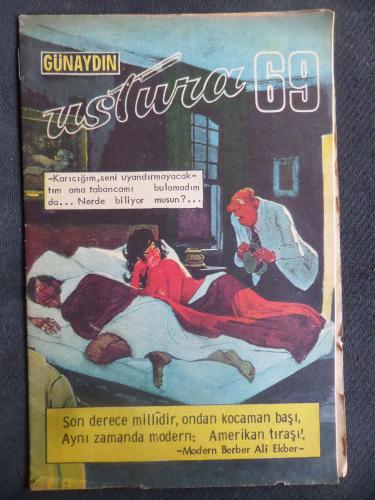 GÜNAYDIN
ustura 69
-Karıcığım,seni uyandırmayacak-
tım ama tabancamı bulamadım
da... Nerde biliyor musun?...
Son derece millîdir, ondan kocaman başı,
Aynı zamanda modern: Amerikan tıraşı!.
-Modern Berber Ali Ekber-